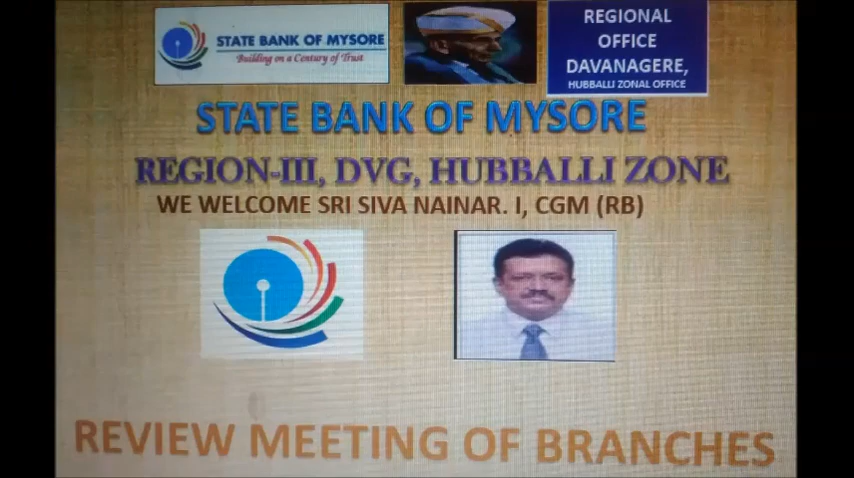 STATE BANK OF MYSORE
Building on a Century of Trust
REGIONAL
OFFICE
DAVANAGERE,
HUBBALLI ZONAL OFFICE
STATE BANK OF MYSORE
REGION-III, DVG, HUBBALLI ZONE
WE WELCOME SRI SIVA NAINAR. I, CGM (RB)
REVIEW MEETING OF BRANCHES